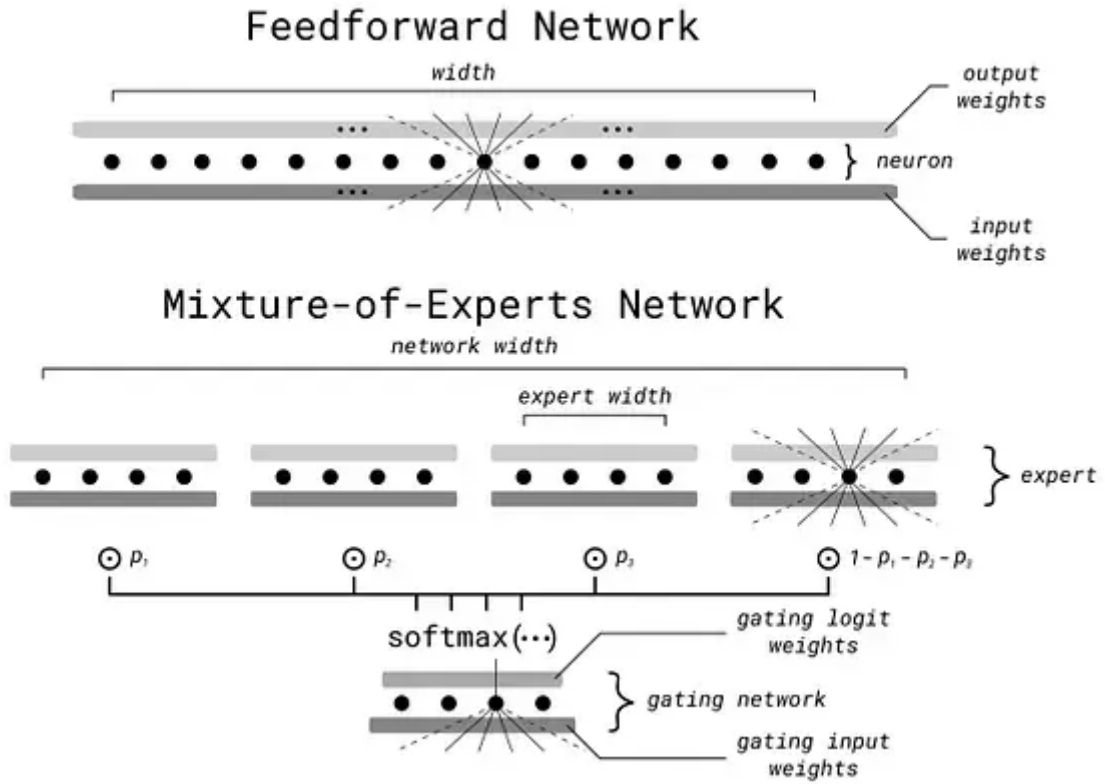 Feedforward Network
width
output
weights
...
...
neuron
...
...
input
weights
Mixture-of-Experts Network
network width
expert width
expert
p₁
p₂
p₃
1-p₁-p₂-p₃
softmax(...)
gating logit
weights
gating network
gating input
weights